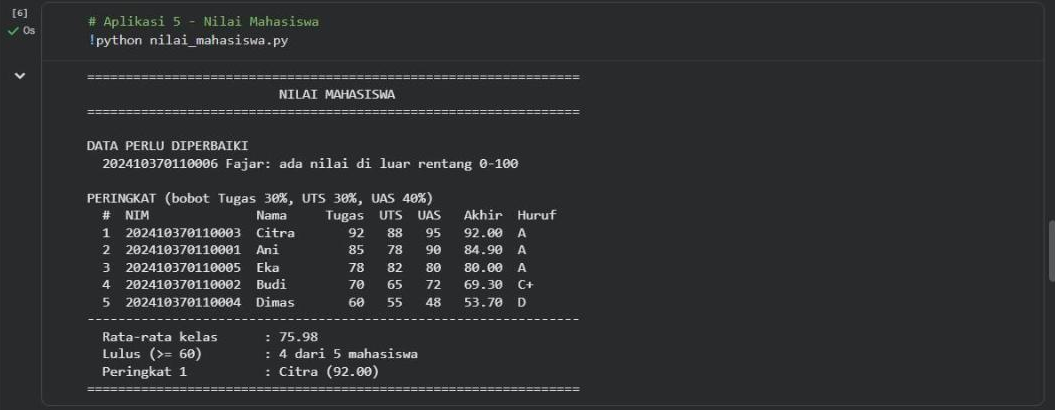 [6]
0s
# Aplikasi 5 - Nilai Mahasiswa
!python nilai_mahasiswa.py
================================================================
NILAI MAHASISWA
================================================================
DATA PERLU DIPERBAIKI
202410370110006 Fajar: ada nilai di luar rentang 0-100
PERINGKAT (bobot Tugas 30%, UTS 30%, UAS 40%)
# NIM Nama Tugas UTS UAS Akhir Huruf
1 202410370110003 Citra 92 88 95 92.00 A
2 202410370110001 Ani 85 78 90 84.90 A
3 202410370110005 Eka 78 82 80 80.00 A
4 202410370110002 Budi 70 65 72 69.30 C+
5 202410370110004 Dimas 60 55 48 53.70 D
----------------------------------------------------------------
Rata-rata kelas : 75.98
Lulus (>= 60) : 4 dari 5 mahasiswa
Peringkat 1 : Citra (92.00)
================================================================